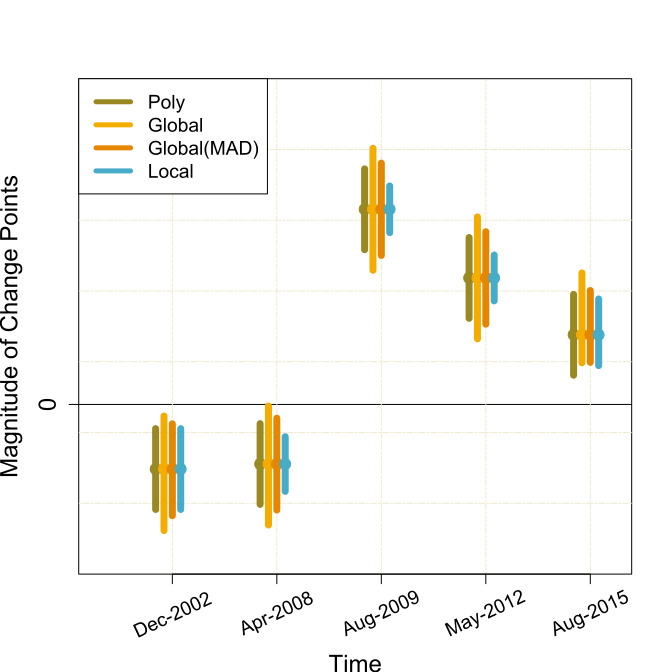 Poly
Global
Global(MAD)
Local
Magnitude of Change Points
0
Dec-2002
Apr-2008
Aug-2009
May-2012
Aug-2015
Time